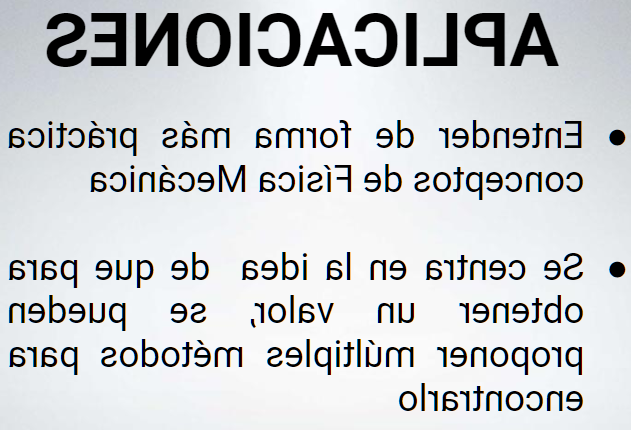 APLICACIONES
● Entender de forma más práctica
conceptos de Física Mecánica
● Se centra en la idea de que para
obtener un valor, se pueden
proponer múltiples métodos para
encontrarlo